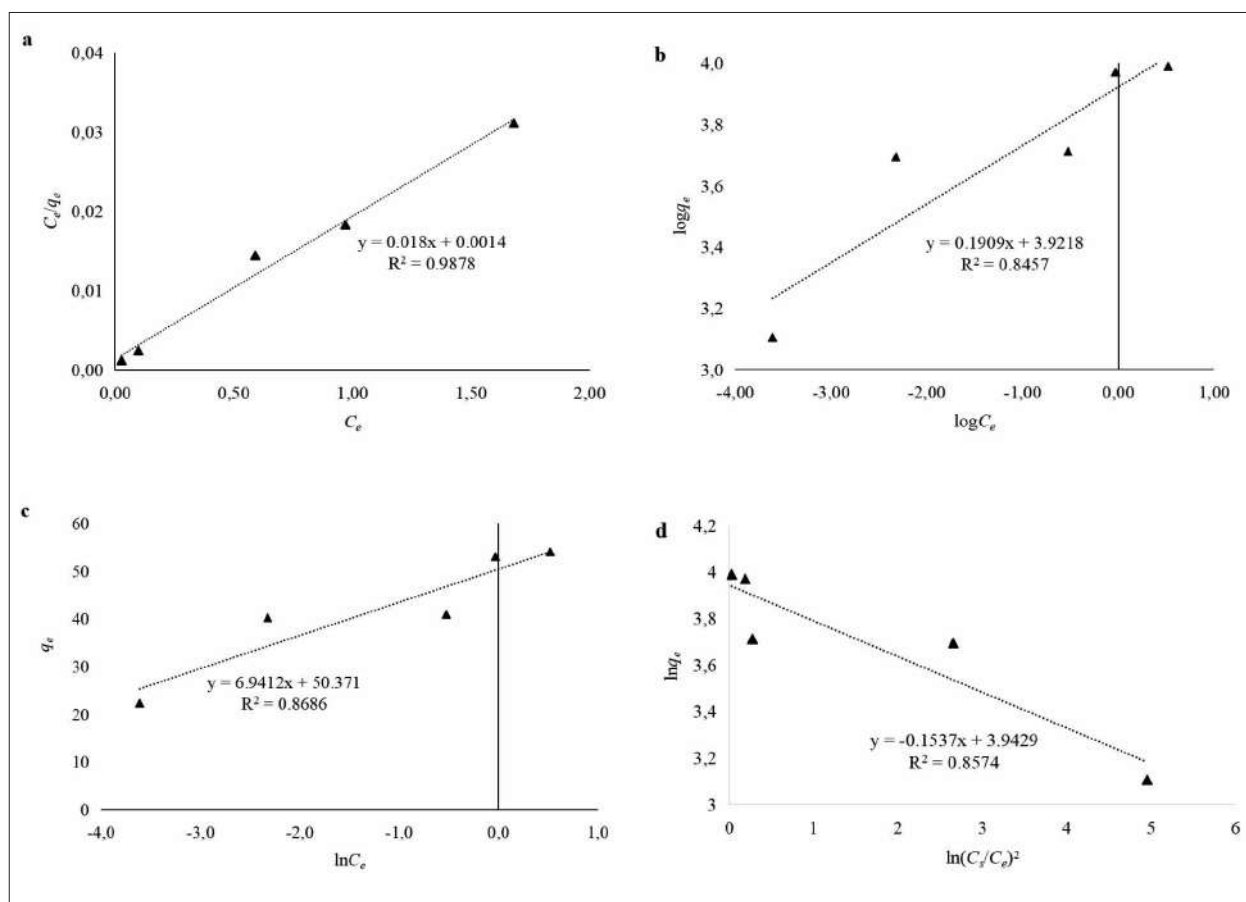 a
0,04
0,03
0,02
0,01
0,00
C_e/q_e
y = 0.018x + 0.0014
R² = 0.9878
0,00 0,50 1,00 1,50 2,00
C_e
b
4,0
3,8
3,6
3,4
3,2
3,0
logq_e
y = 0.1909x + 3.9218
R² = 0.8457
-4,00 -3,00 -2,00 -1,00 0,00 1,00
logC_e
c
60
50
40
30
20
10
0
q_e
y = 6.9412x + 50.371
R² = 0.8686
-4,0 -3,0 -2,0 -1,0 0,0 1,0
lnC_e
d
4,2
4
3,8
3,6
3,4
3,2
3
lnq_e
y = -0.1537x + 3.9429
R² = 0.8574
0 1 2 3 4 5 6
ln(C_s/C_e)²